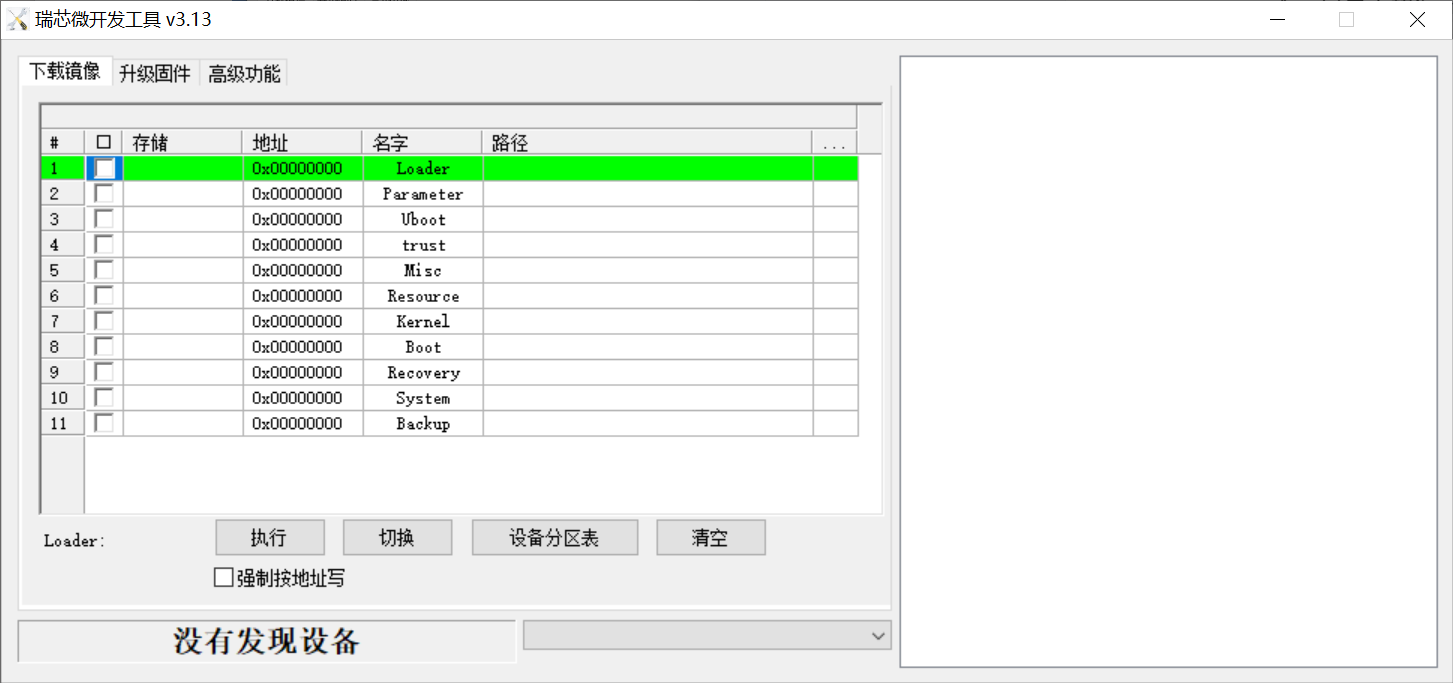 瑞芯微开发工具 v3.13
下载镜像 升级固件 高级功能
# 存储 地址 名字 路径 ...
1 0x00000000 Loader
2 0x00000000 Parameter
3 0x00000000 Uboot
4 0x00000000 trust
5 0x00000000 Misc
6 0x00000000 Resource
7 0x00000000 Kernel
8 0x00000000 Boot
9 0x00000000 Recovery
10 0x00000000 System
11 0x00000000 Backup
Loader: 执行 切换 设备分区表 清空
强制按地址写
没有发现设备